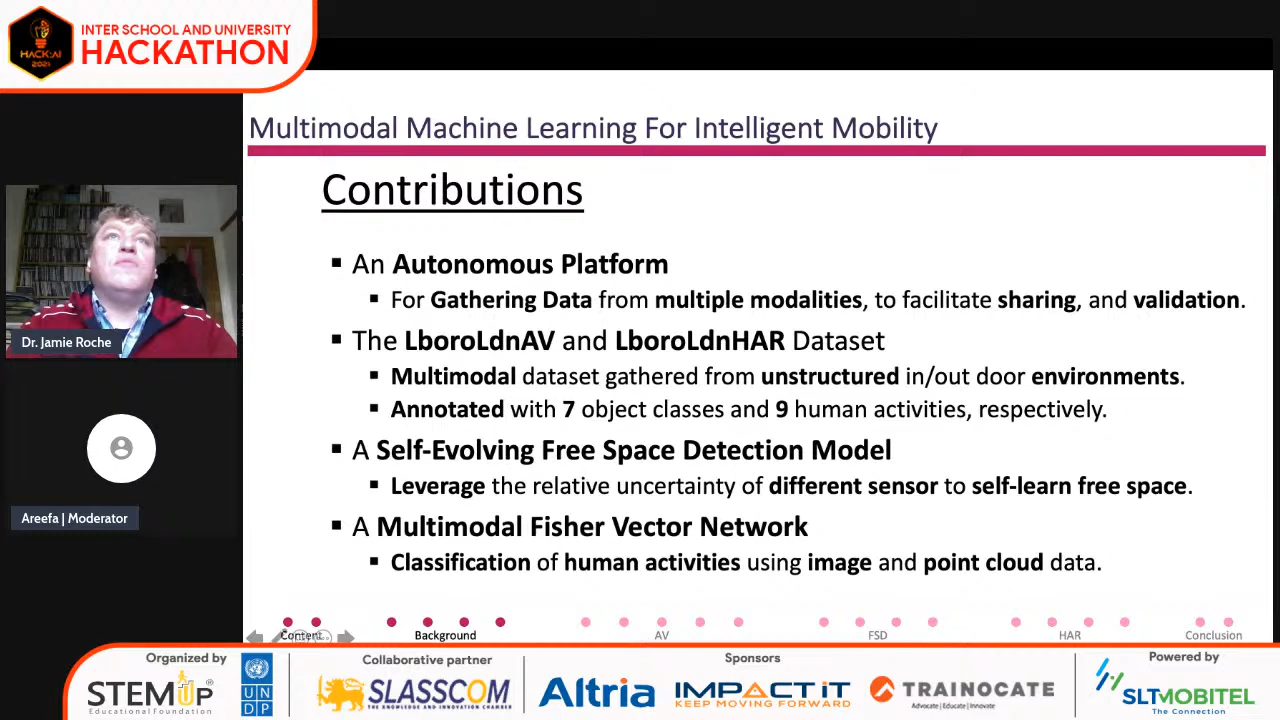 INTER SCHOOL AND UNIVERSITY
HACKATHON
HACK:AI
2021
Multimodal Machine Learning For Intelligent Mobility
Contributions
▪ An Autonomous Platform
▪ For Gathering Data from multiple modalities, to facilitate sharing, and validation.
▪ The LboroLdnAV and LboroLdnHAR Dataset
▪ Multimodal dataset gathered from unstructured in/out door environments.
▪ Annotated with 7 object classes and 9 human activities, respectively.
▪ A Self-Evolving Free Space Detection Model
▪ Leverage the relative uncertainty of different sensor to self-learn free space.
▪ A Multimodal Fisher Vector Network
▪ Classification of human activities using image and point cloud data.
Dr. Jamie Roche
Areefa | Moderator
Content Background AV FSD HAR Conclusion
Organized by
STEMUP
Educational Foundation
UN
DP
Collaborative partner
SLASSCOM
THE KNOWLEDGE AND INNOVATION CHAMBER
Sponsors
Altria
IMPACT iT
KEEP MOVING FORWARD
TRAINOCATE
Advocate | Educate | Innovate
Powered by
SLTMOBITEL
The Connection